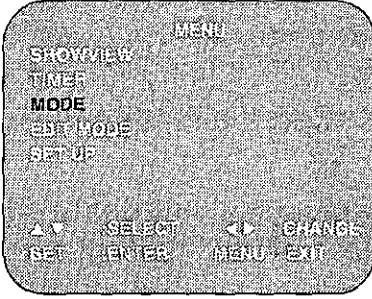 MENU
SHOWVIEW
TIMER
MODE
EDIT MODE
SET UP
▲ ▼ : SELECT ◄ ► : CHANGE
SET : ENTER MENU : EXIT